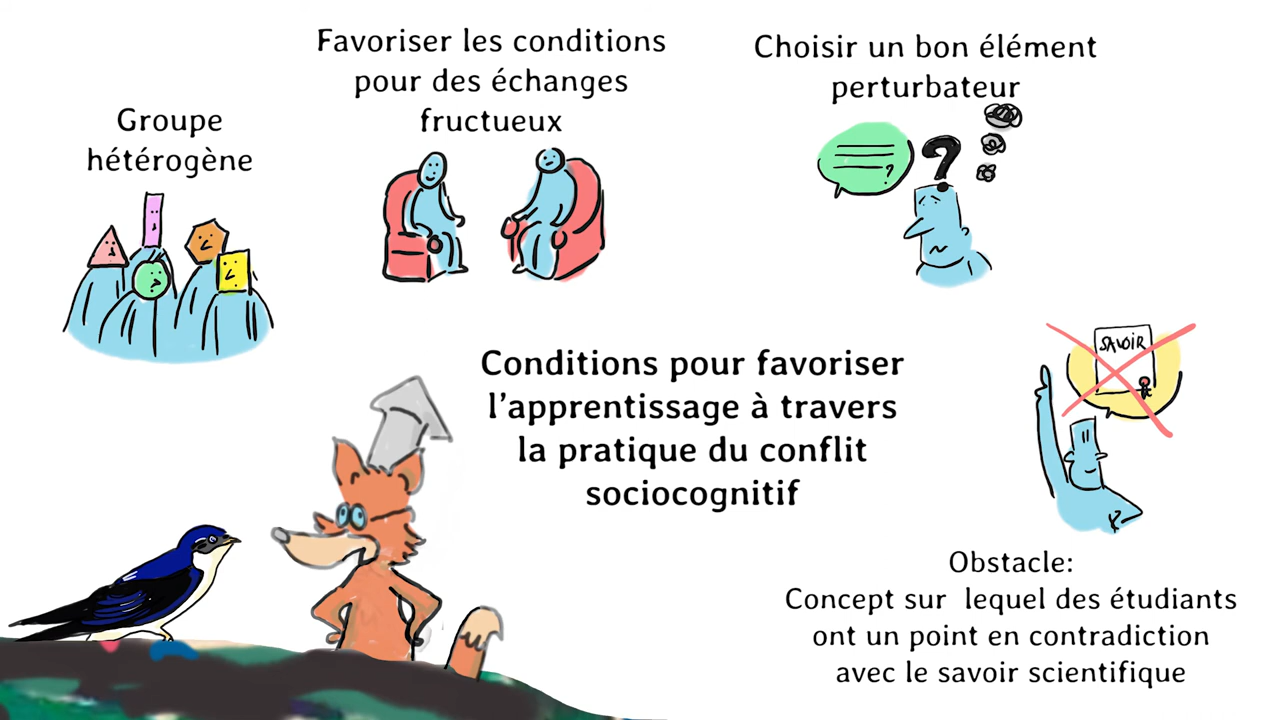 Favoriser les conditions
pour des échanges
fructueux
Choisir un bon élément
perturbateur
Groupe
hétérogène
?
?
SAVOIR
Conditions pour favoriser
l'apprentissage à travers
la pratique du conflit
sociocognitif
Obstacle:
Concept sur lequel des étudiants
ont un point en contradiction
avec le savoir scientifique